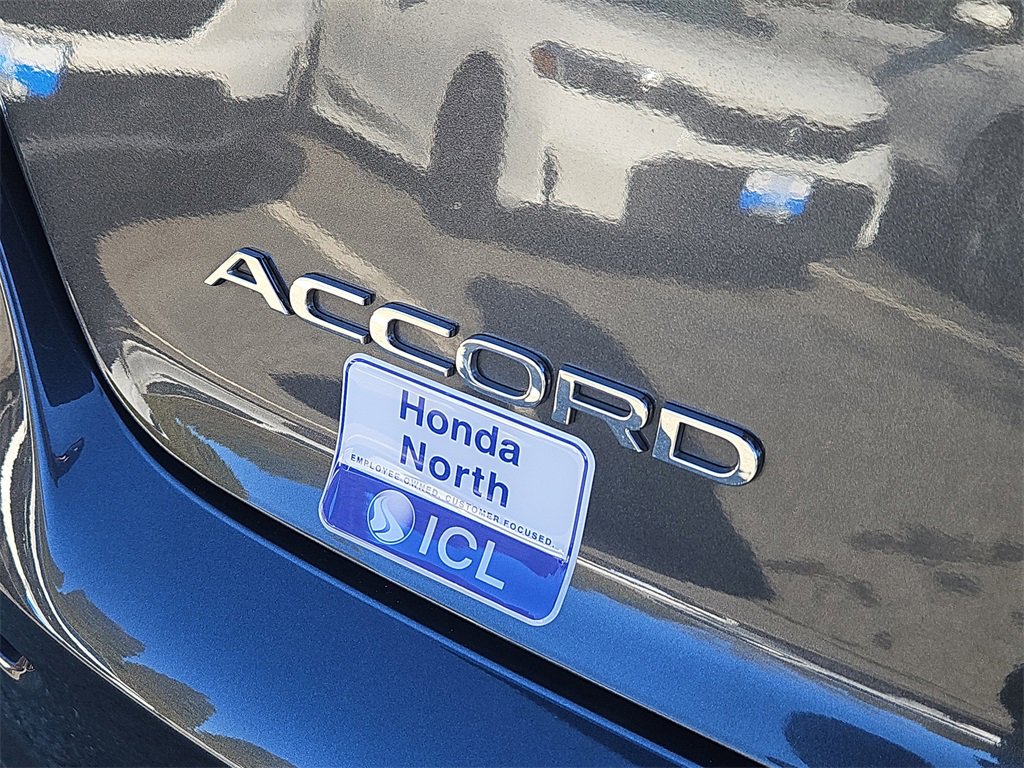 ACCORD
Honda
North
EMPLOYEE OWNED. CUSTOMER FOCUSED.
ICL